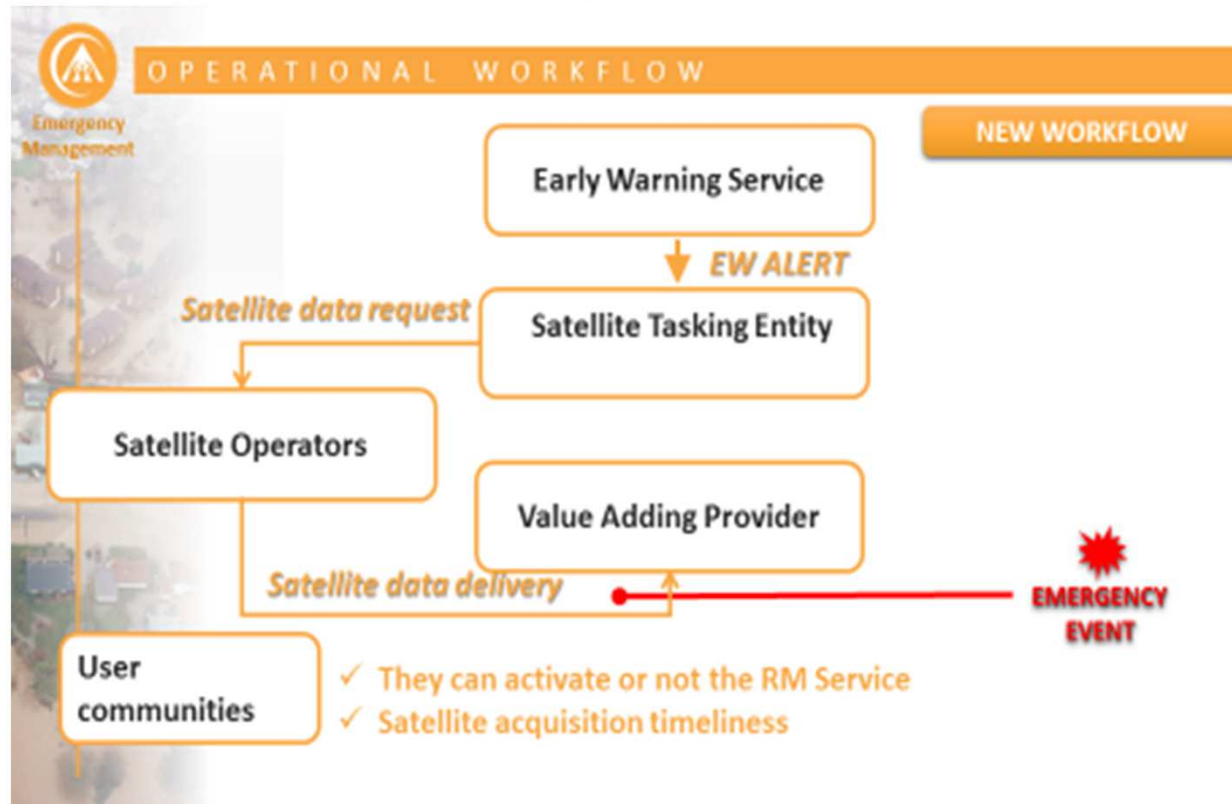 OPERATIONAL WORKFLOW
Emergency
Management
NEW WORKFLOW
Early Warning Service
EW ALERT
Satellite data request
Satellite Tasking Entity
Satellite Operators
Value Adding Provider
Satellite data delivery
EMERGENCY
EVENT
User
communities
✓ They can activate or not the RM Service
✓ Satellite acquisition timeliness